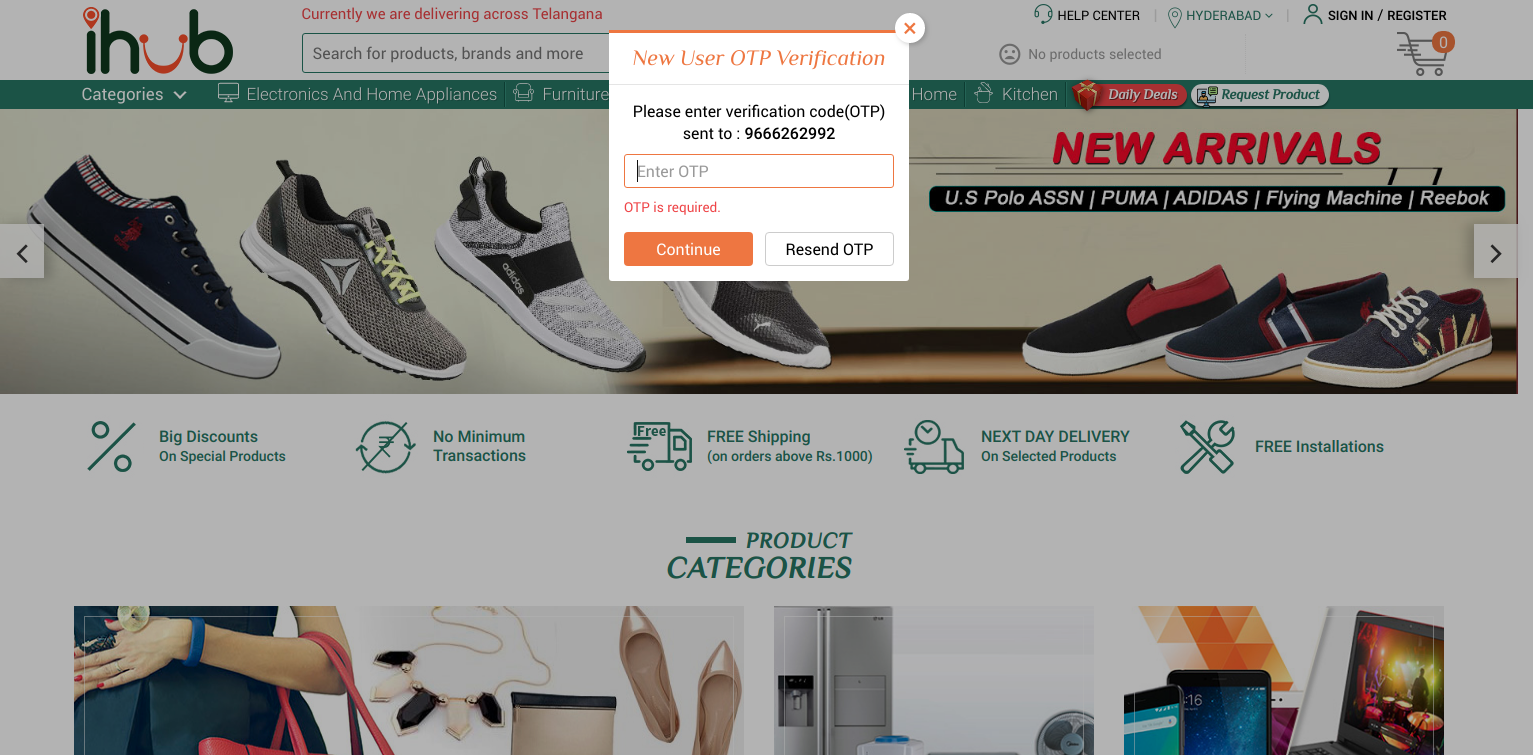 Currently we are delivering across Telangana
HELP CENTER
HYDERABAD
SIGN IN / REGISTER
ihub
Search for products, brands and more
No products selected
0
Categories
Electronics And Home Appliances
Furniture
Home
Kitchen
Daily Deals
Request Product
New User OTP Verification
Please enter verification code(OTP)
sent to : 9666262992
Enter OTP
OTP is required.
Continue
Resend OTP
NEW ARRIVALS
U.S Polo ASSN | PUMA | ADIDAS | Flying Machine | Reebok
adidas
Big Discounts
On Special Products
No Minimum
Transactions
Free
FREE Shipping
(on orders above Rs.1000)
NEXT DAY DELIVERY
On Selected Products
FREE Installations
PRODUCT
CATEGORIES